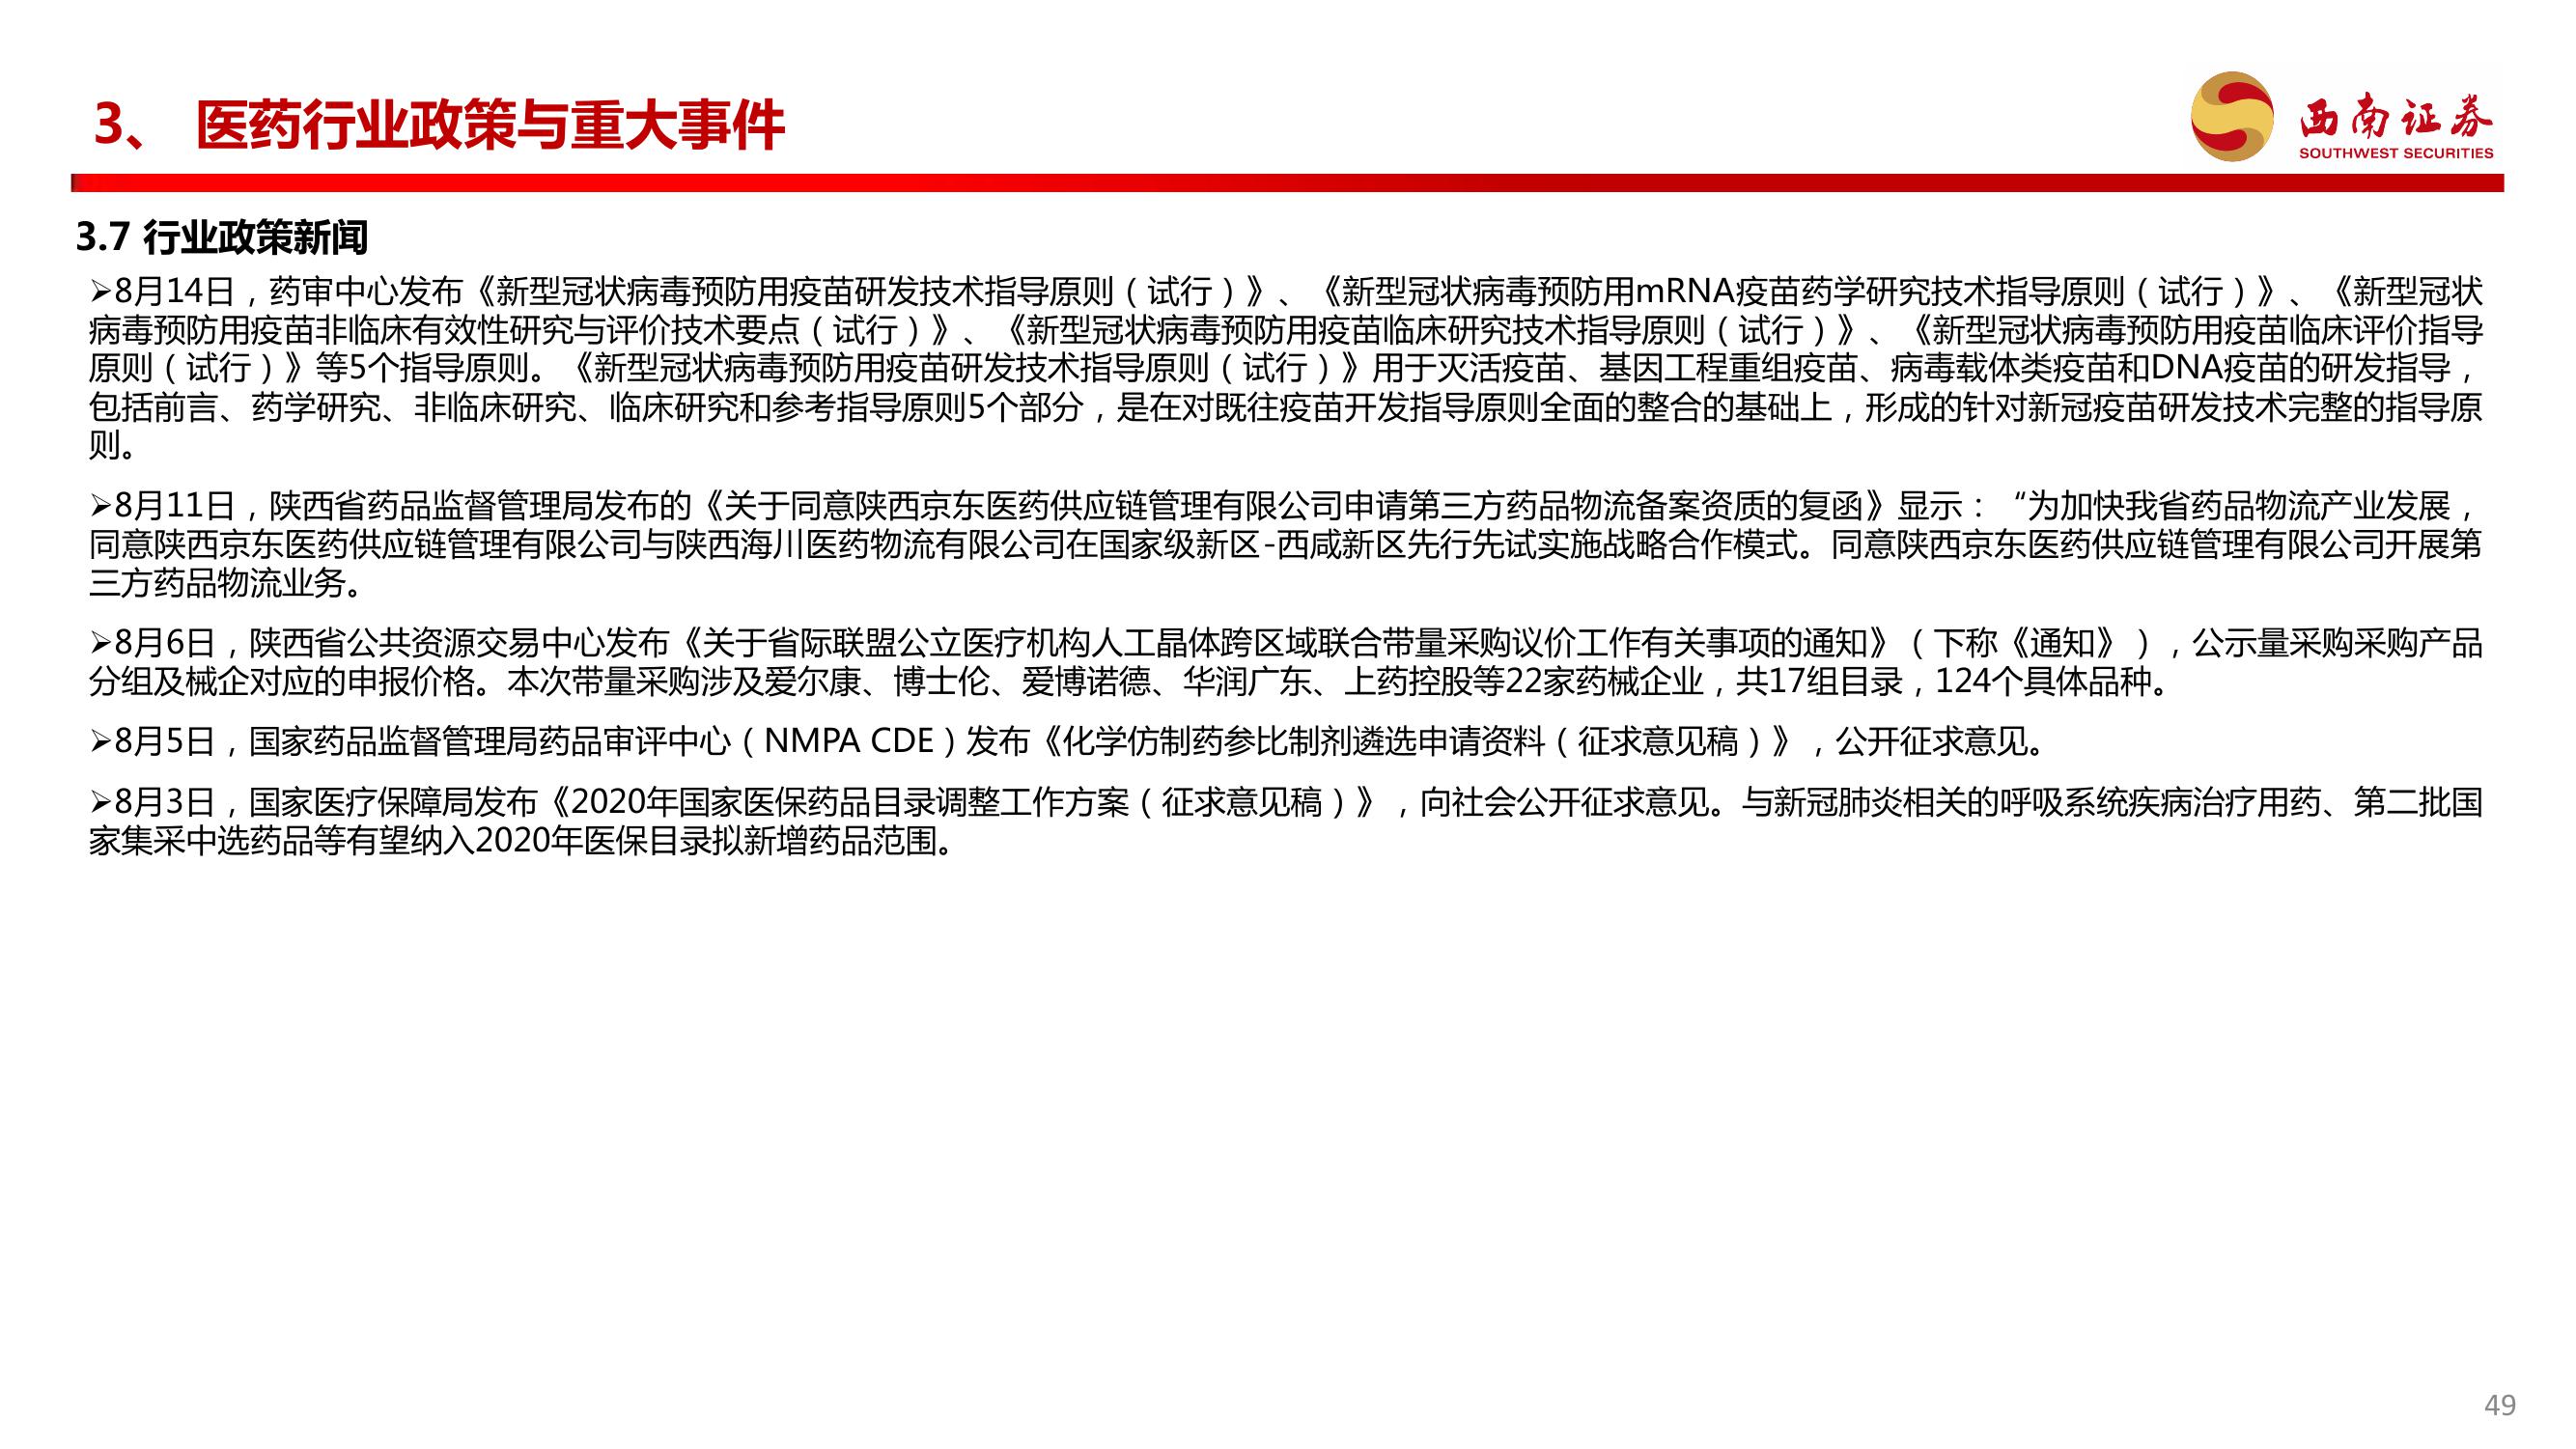 3、 医药行业政策与重大事件
西南证券
SOUTHWEST SECURITIES
3.7 行业政策新闻
➢8月14日，药审中心发布《新型冠状病毒预防用疫苗研发技术指导原则（试行）》、《新型冠状病毒预防用mRNA疫苗药学研究技术指导原则（试行）》、《新型冠状
病毒预防用疫苗非临床有效性研究与评价技术要点（试行）》、《新型冠状病毒预防用疫苗临床研究技术指导原则（试行）》、《新型冠状病毒预防用疫苗临床评价指导
原则（试行）》等5个指导原则。《新型冠状病毒预防用疫苗研发技术指导原则（试行）》用于灭活疫苗、基因工程重组疫苗、病毒载体类疫苗和DNA疫苗的研发指导，
包括前言、药学研究、非临床研究、临床研究和参考指导原则5个部分，是在对既往疫苗开发指导原则全面的整合的基础上，形成的针对新冠疫苗研发技术完整的指导原
则。
➢8月11日，陕西省药品监督管理局发布的《关于同意陕西京东医药供应链管理有限公司申请第三方药品物流备案资质的复函》显示：“为加快我省药品物流产业发展，
同意陕西京东医药供应链管理有限公司与陕西海川医药物流有限公司在国家级新区-西咸新区先行先试实施战略合作模式。同意陕西京东医药供应链管理有限公司开展第
三方药品物流业务。
➢8月6日，陕西省公共资源交易中心发布《关于省际联盟公立医疗机构人工晶体跨区域联合带量采购议价工作有关事项的通知》（下称《通知》），公示量采购采购产品
分组及械企对应的申报价格。本次带量采购涉及爱尔康、博士伦、爱博诺德、华润广东、上药控股等22家药械企业，共17组目录，124个具体品种。
➢8月5日，国家药品监督管理局药品审评中心（NMPA CDE）发布《化学仿制药参比制剂遴选申请资料（征求意见稿）》，公开征求意见。
➢8月3日，国家医疗保障局发布《2020年国家医保药品目录调整工作方案（征求意见稿）》，向社会公开征求意见。与新冠肺炎相关的呼吸系统疾病治疗用药、第二批国
家集采中选药品等有望纳入2020年医保目录拟新增药品范围。
49